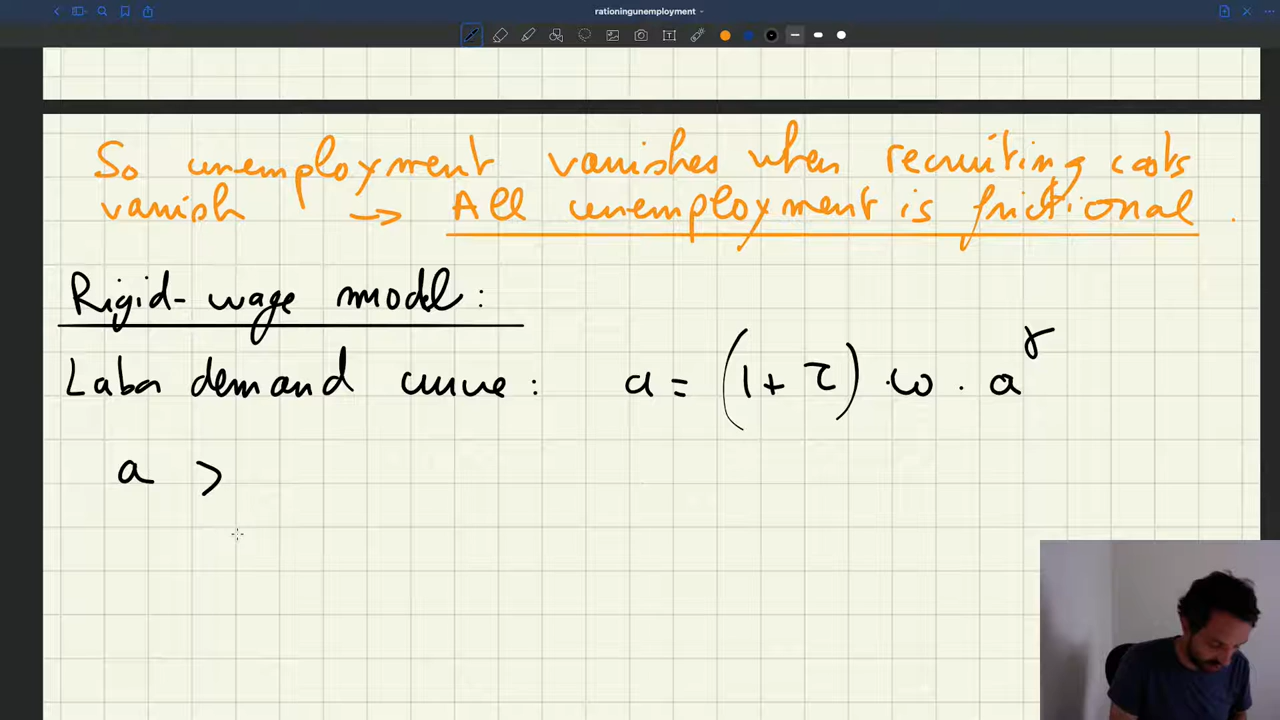 rationingunemployment
So unemployment vanishes when recruiting costs
vanish → All unemployment is frictional.
Rigid-wage model:
Labor demand curve: a = (1 + τ) · ω · a^γ
a >